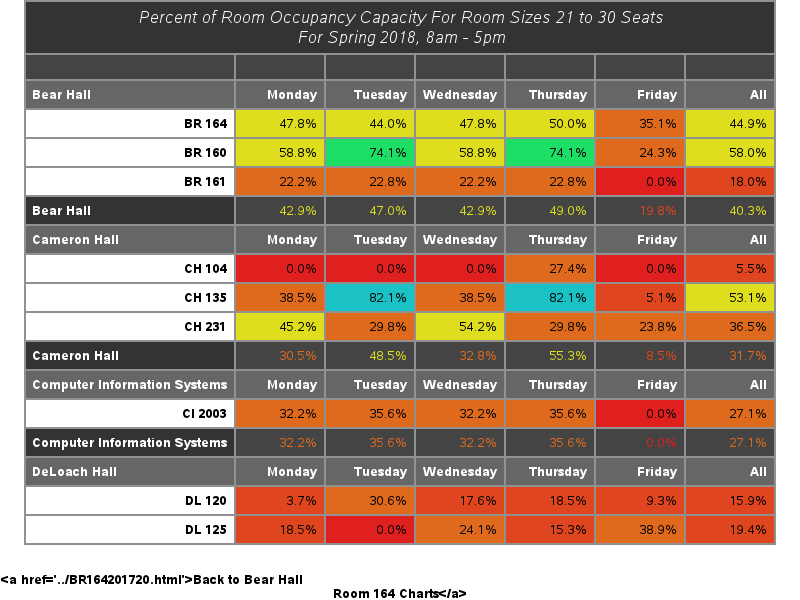 Percent of Room Occupancy Capacity For Room Sizes 21 to 30 Seats
For Spring 2018, 8am - 5pm
Bear Hall Monday Tuesday Wednesday Thursday Friday All
BR 164 47.8% 44.0% 47.8% 50.0% 35.1% 44.9%
BR 160 58.8% 74.1% 58.8% 74.1% 24.3% 58.0%
BR 161 22.2% 22.8% 22.2% 22.8% 0.0% 18.0%
Bear Hall 42.9% 47.0% 42.9% 49.0% 19.8% 40.3%
Cameron Hall Monday Tuesday Wednesday Thursday Friday All
CH 104 0.0% 0.0% 0.0% 27.4% 0.0% 5.5%
CH 135 38.5% 82.1% 38.5% 82.1% 5.1% 53.1%
CH 231 45.2% 29.8% 54.2% 29.8% 23.8% 36.5%
Cameron Hall 30.5% 48.5% 32.8% 55.3% 8.5% 31.7%
Computer Information Systems Monday Tuesday Wednesday Thursday Friday All
CI 2003 32.2% 35.6% 32.2% 35.6% 0.0% 27.1%
Computer Information Systems 32.2% 35.6% 32.2% 35.6% 0.0% 27.1%
DeLoach Hall Monday Tuesday Wednesday Thursday Friday All
DL 120 3.7% 30.6% 17.6% 18.5% 9.3% 15.9%
DL 125 18.5% 0.0% 24.1% 15.3% 38.9% 19.4%
<a href='../BR164201720.html'>Back to Bear Hall
Room 164 Charts</a>